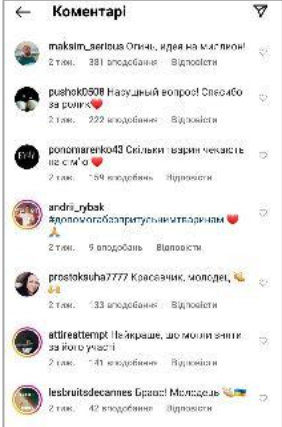 ← Коментарі
maksim_serious Огинь, идея на миллион!
2 тиж. 381 вподобання Відповісти
pushok0508 Насущный вопрос! Спасибо
за ролик❤️
2 тиж. 222 вподобання Відповісти
ponomarenko43 Скільки тварин чекають
на сім'ю ❤️
2 тиж. 159 вподобань Відповісти
andrii_rybak
#допомогабезпритульнимтваринам ❤️
🙏
2 тиж. 9 вподобань Відповісти
prostoksuha7777 Красавчик, молодец 👏
🙌
2 тиж. 133 вподобання Відповісти
attireattempt Найкраще, що могли зняти
за його участі
2 тиж. 141 вподобання Відповісти
lesbruitsdecannes Браво! Молодець 👏🇺🇦
2 тиж. 42 вподобання Відповісти